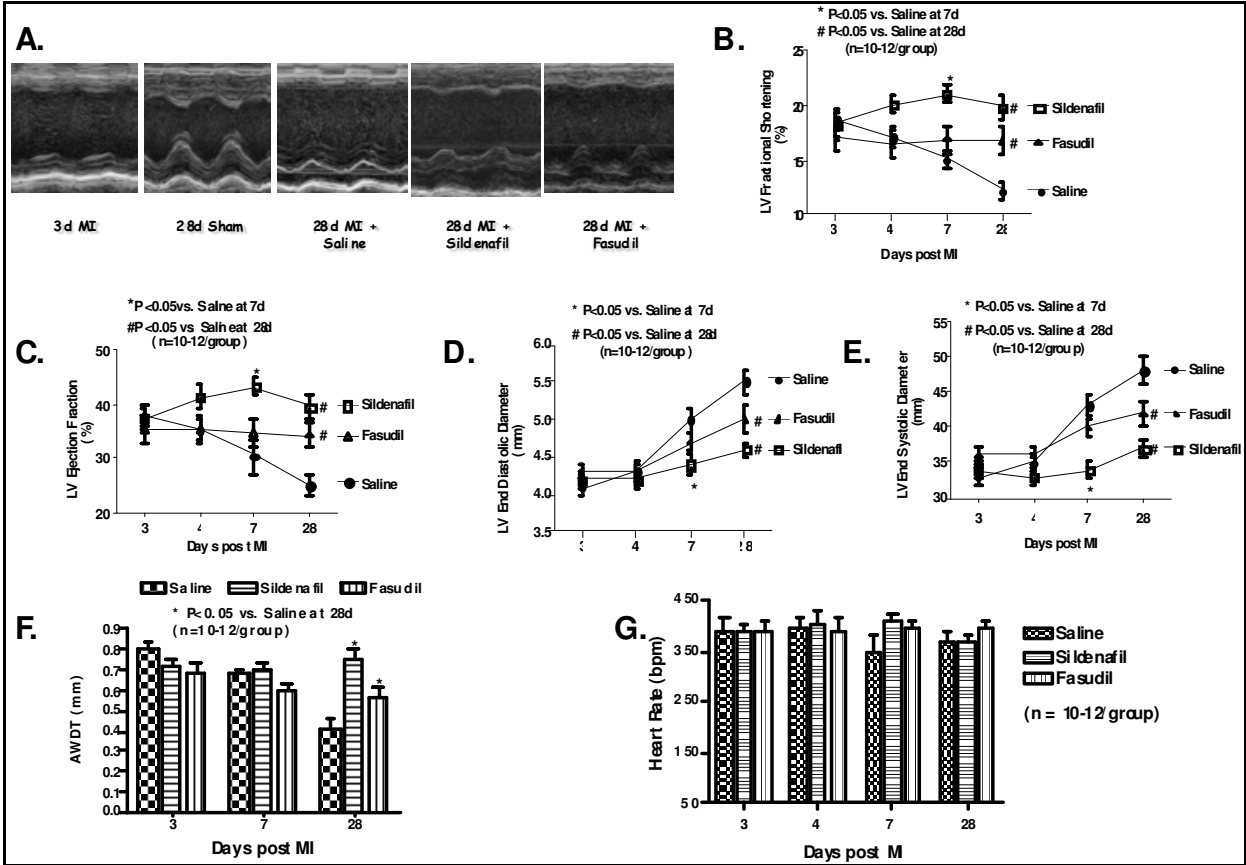 A.
3d MI
28d Sham
28d MI +
Saline
28d MI +
Sildenafil
28d MI +
Fasudil
B.
* P<0.05 vs. Saline at 7d
# P<0.05 vs. Saline at 28d
(n=10-12/group)
LV Fractional Shortening
(%)
25
20
15
10
*
# Sildenafil
# Fasudil
Saline
3 4 7 28
Days post MI
C.
*P<0.05vs. Saline at 7d
#P<0.05 vs Saline at 28d
(n=10-12/group)
LV Ejection Fraction
(%)
50
40
30
20
*
# Sildenafil
# Fasudil
Saline
3 4 7 28
Days post MI
D.
* P<0.05 vs. Saline at 7d
# P<0.05 vs. Saline at 28d
(n=10-12/group)
LV End Diastolic Diameter
(mm)
6.0
5.5
5.0
4.5
4.0
3.5
Saline
# Fasudil
# Sildenafil
*
3 4 7 28
Days post MI
E.
* P<0.05 vs. Saline at 7d
# P<0.05 vs. Saline at 28d
(n=10-12/group)
LV End Systolic Diameter
(mm)
55
50
45
40
35
30
Saline
# Fasudil
# Sildenafil
*
3 4 7 28
Days post MI
F.
Saline Sildenafil Fasudil
* P<0.05 vs Saline at 28d
(n=10-12/group)
AWDT (mm)
0.9
0.8
0.7
0.6
0.5
0.4
0.3
0.2
0.1
0.0
* *
3 7 28
Days post MI
G.
Heart Rate (bpm)
450
350
250
150
50
Saline
Sildenafil
Fasudil
(n = 10-12/group)
3 4 7 28
Days post MI